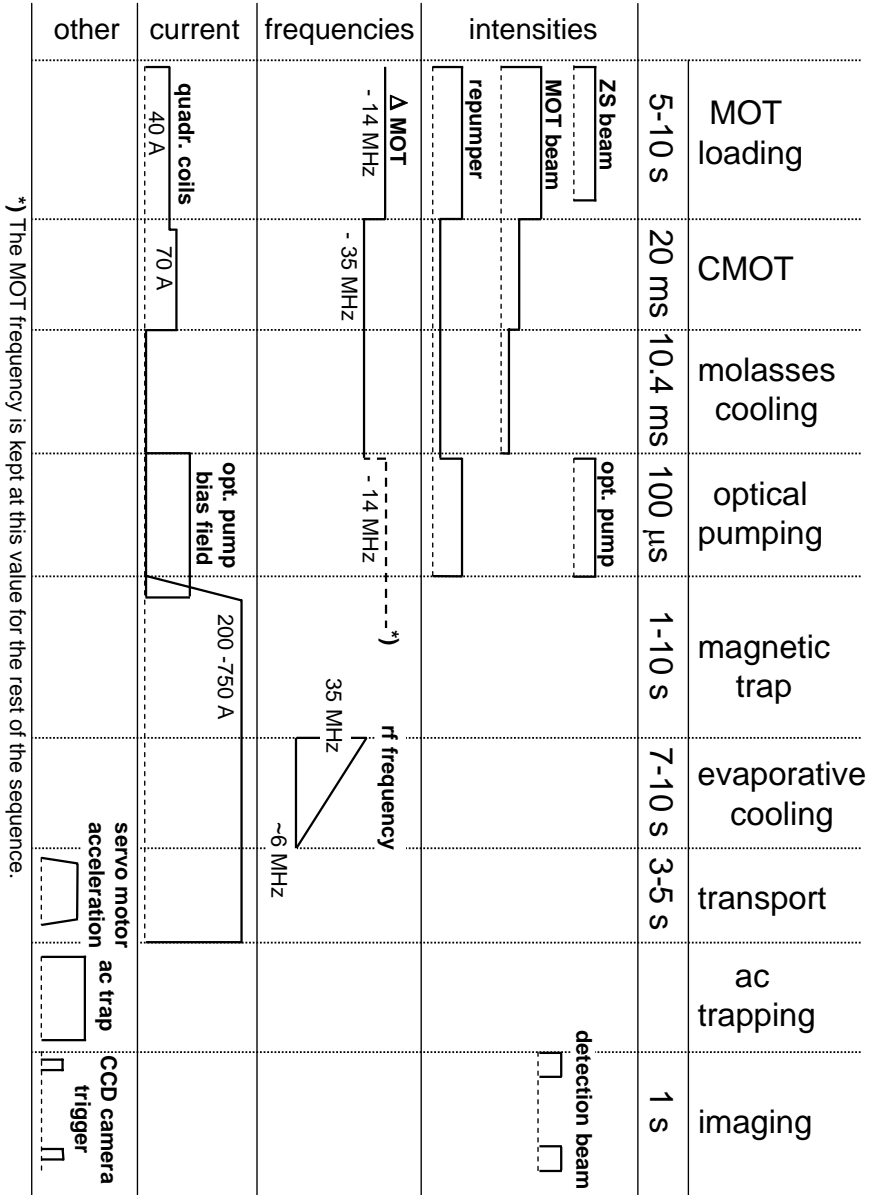 other
current
frequencies
intensities
MOT
loading
5-10 s
ZS beam
MOT beam
repumper
Δ MOT
- 14 MHz
quadr. coils
40 A
CMOT
20 ms
- 35 MHz
70 A
molasses
cooling
10.4 ms
optical
pumping
100 μs
opt. pump
- 14 MHz
*)
opt. pump
bias field
magnetic
trap
1-10 s
200 -750 A
evaporative
cooling
7-10 s
rf frequency
35 MHz
~6 MHz
transport
3-5 s
servo motor
acceleration
ac
trapping
ac trap
imaging
1 s
detection beam
CCD camera
trigger
*) The MOT frequency is kept at this value for the rest of the sequence.